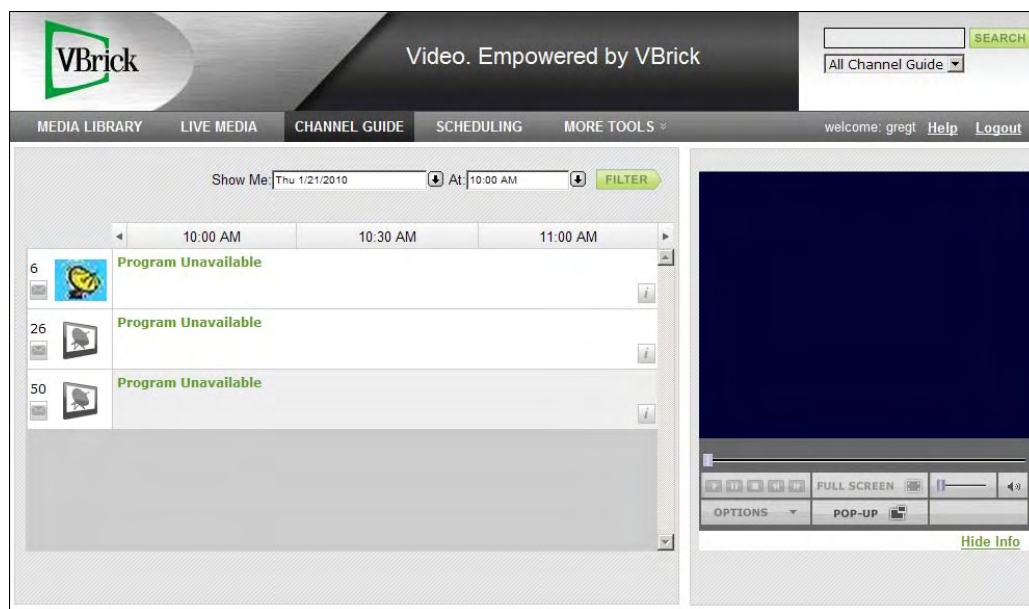 VBrick
Video. Empowered by VBrick
SEARCH
All Channel Guide
MEDIA LIBRARY LIVE MEDIA CHANNEL GUIDE SCHEDULING MORE TOOLS welcome: gregt Help Logout
Show Me: Thu 1/21/2010 At: 10:00 AM FILTER
10:00 AM 10:30 AM 11:00 AM
6 Program Unavailable
i
26 Program Unavailable
i
50 Program Unavailable
i
FULL SCREEN
OPTIONS POP-UP
Hide Info